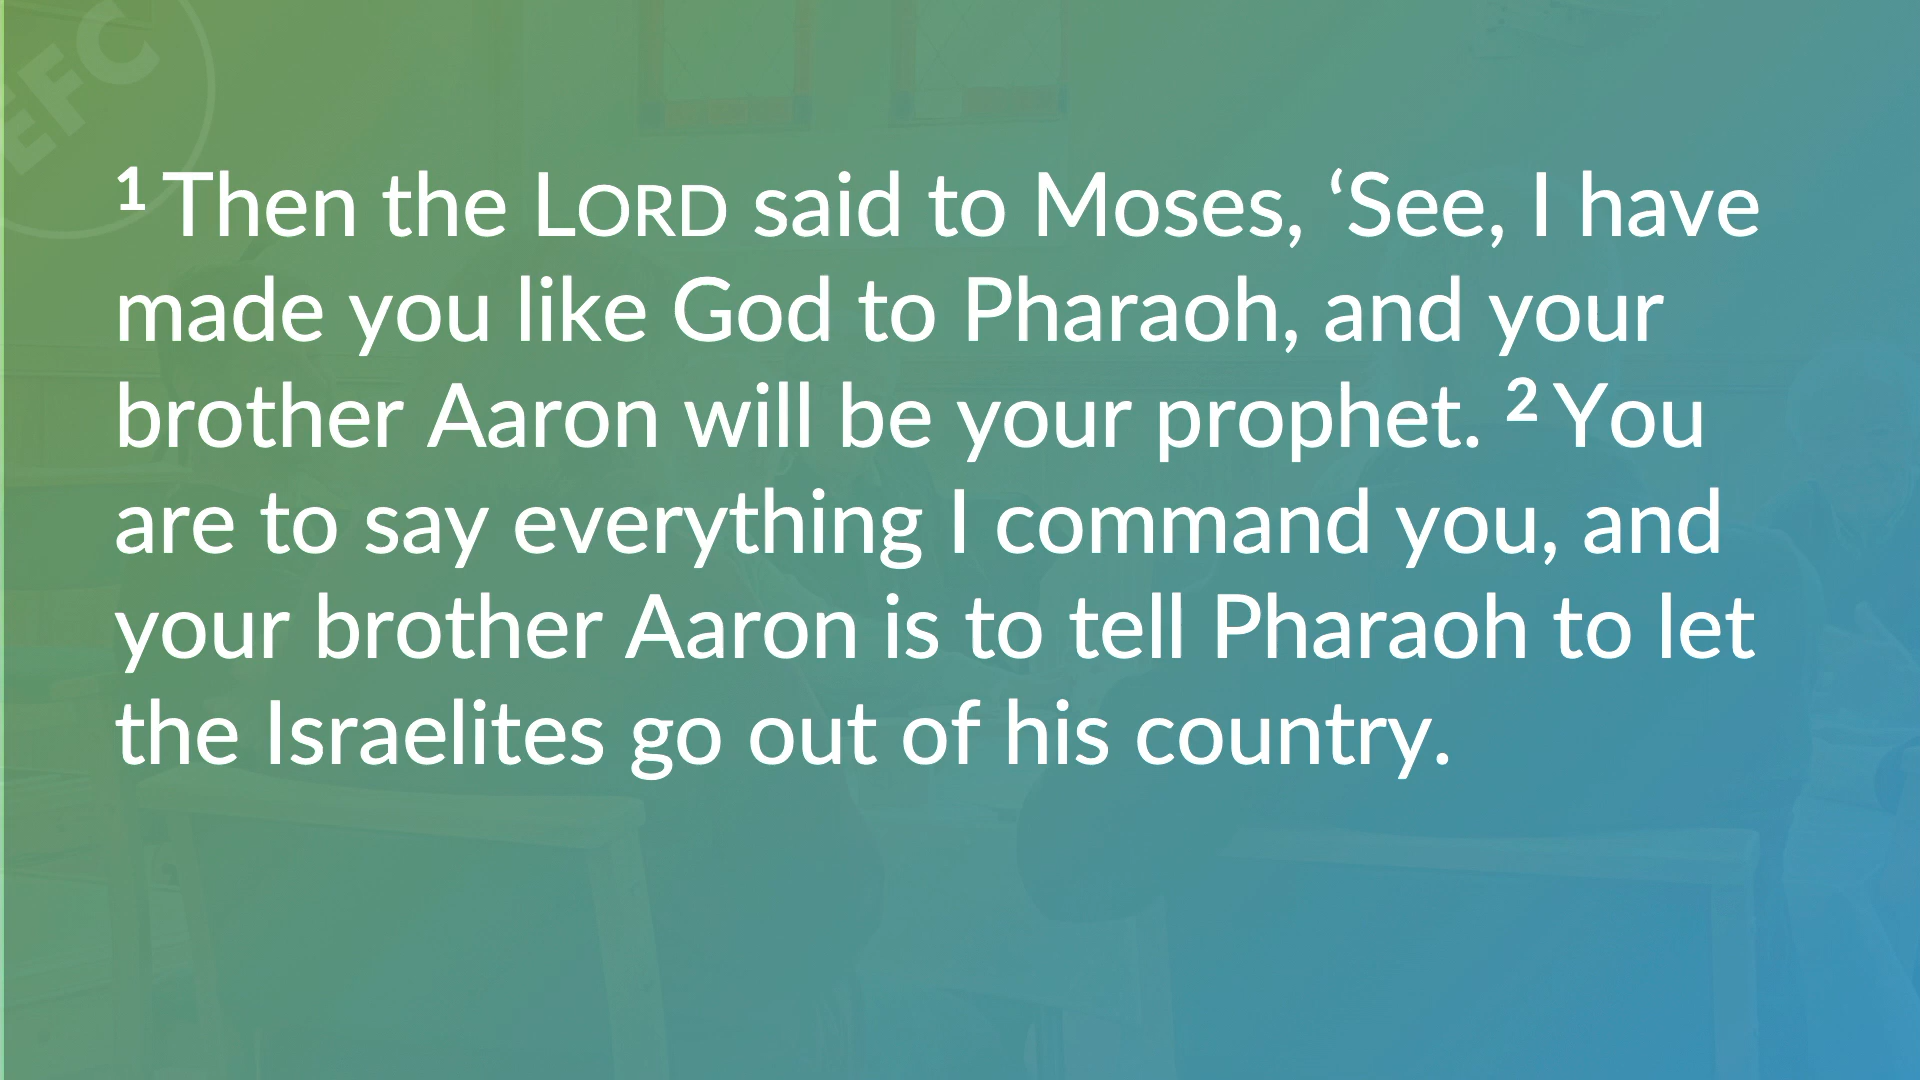 EFC
¹ Then the LORD said to Moses, ‘See, I have
made you like God to Pharaoh, and your
brother Aaron will be your prophet. ² You
are to say everything I command you, and
your brother Aaron is to tell Pharaoh to let
the Israelites go out of his country.